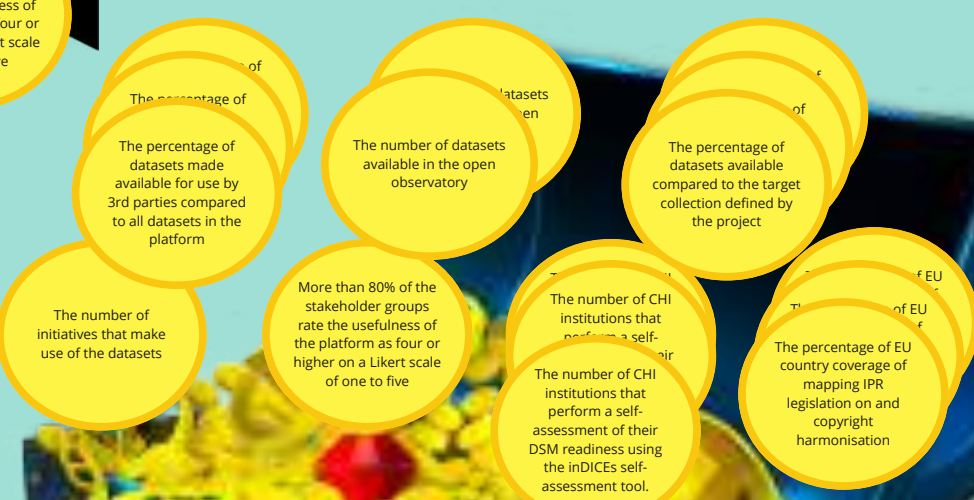 ess of
our or
t scale
e
of
The percentage of
The percentage of
datasets made
available for use by
3rd parties compared
to all datasets in the
platform
datasets
en
The number of datasets
available in the open
observatory
of
The percentage of
datasets available
compared to the target
collection defined by
the project
The number of
initiatives that make
use of the datasets
More than 80% of the
stakeholder groups
rate the usefulness of
the platform as four or
higher on a Likert scale
of one to five
The number of CHI
institutions that
perform a self-
eir
The number of CHI
institutions that
perform a self-
assessment of their
DSM readiness using
the inDICEs self-
assessment tool.
of EU
of EU
The percentage of EU
country coverage of
mapping IPR
legislation on and
copyright
harmonisation